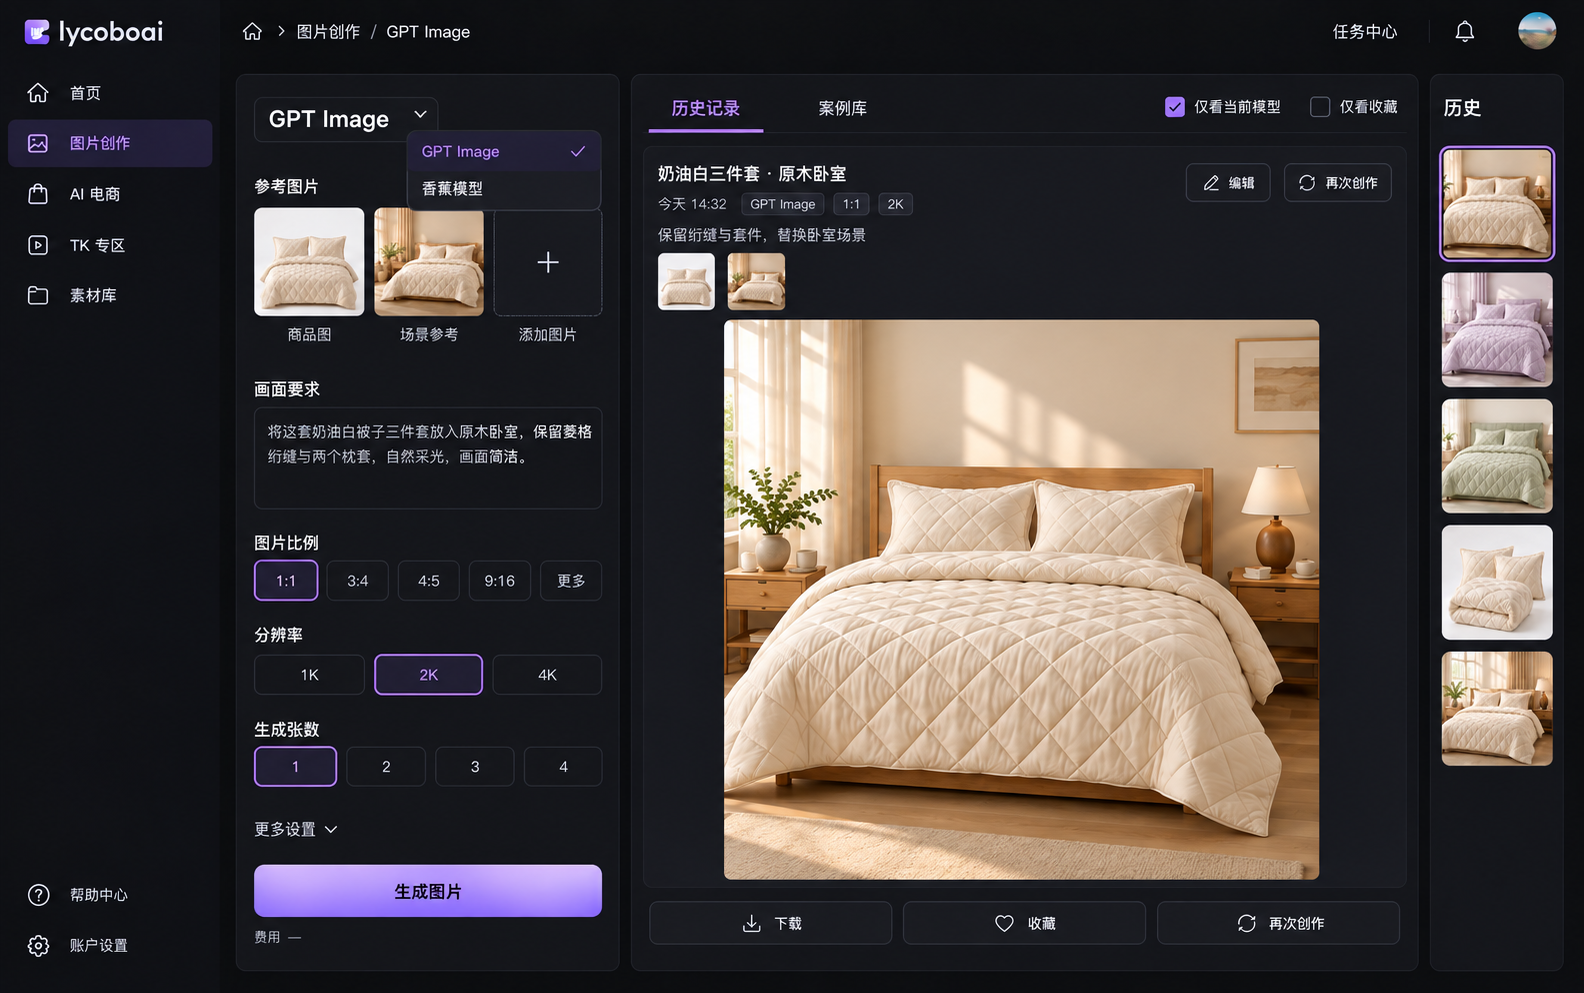 lycoboai
首页
图片创作
AI 电商
TK 专区
素材库
帮助中心
账户设置
图片创作 / GPT Image
任务中心
GPT Image
GPT Image
香蕉模型
参考图片
商品图
场景参考
添加图片
画面要求
将这套奶油白被子三件套放入原木卧室，保留菱格
绗缝与两个枕套，自然采光，画面简洁。
图片比例
1:1
3:4
4:5
9:16
更多
分辨率
1K
2K
4K
生成张数
1
2
3
4
更多设置
生成图片
费用 —
历史记录
案例库
仅看当前模型
仅看收藏
奶油白三件套 · 原木卧室
今天 14:32
GPT Image
1:1
2K
编辑
再次创作
保留绗缝与套件，替换卧室场景
下载
收藏
再次创作
历史